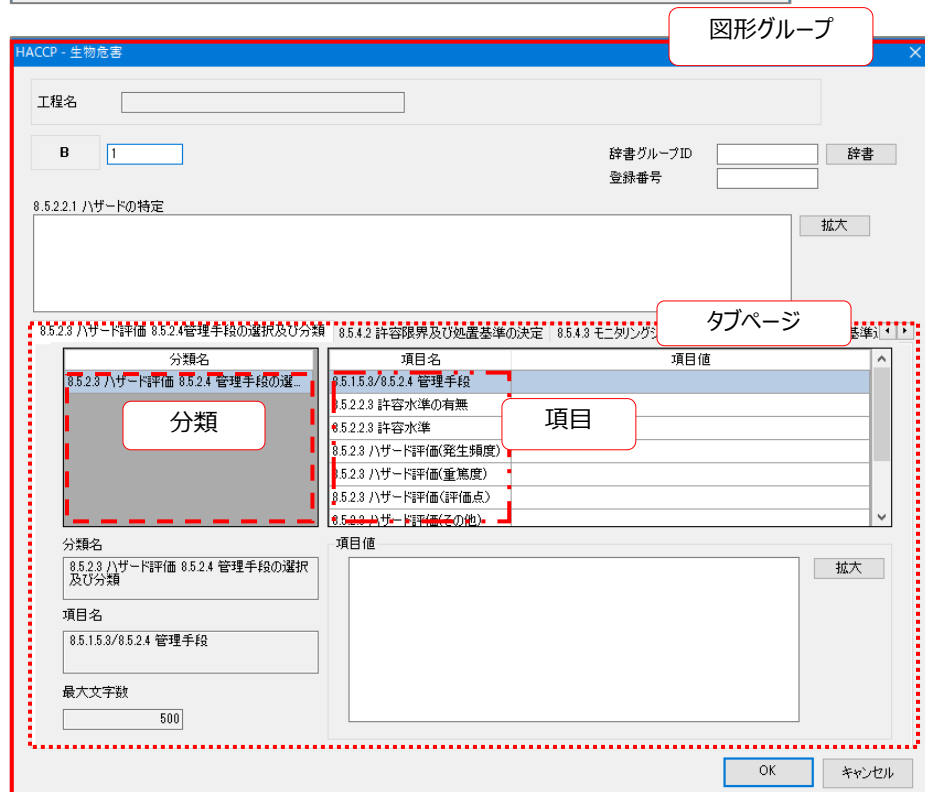 図形グループ
HACCP - 生物危害
工程名
B 1
辞書グループID 辞書
登録番号
8.5.2.2.1 ハザードの特定
拡大
タブページ
8.5.2.3 ハザード評価 8.5.2.4管理手段の選択及び分類 8.5.4.2 許容限界及び処置基準の決定 8.5.4.3 モニタリング
分類名 項目名 項目値
8.5.2.3 ハザード評価 8.5.2.4 管理手段の選... 8.5.1.5.3/8.5.2.4 管理手段
8.5.2.2.3 許容水準の有無
分類 項目
8.5.2.2.3 許容水準
8.5.2.3 ハザード評価(発生頻度)
8.5.2.3 ハザード評価(重篤度)
8.5.2.3 ハザード評価(評価点)
8.5.2.3 ハザード評価(その他)
分類名 項目値
8.5.2.3 ハザード評価 8.5.2.4 管理手段の選択 拡大
及び分類
項目名
8.5.1.5.3/8.5.2.4 管理手段
最大文字数
500
OK キャンセル